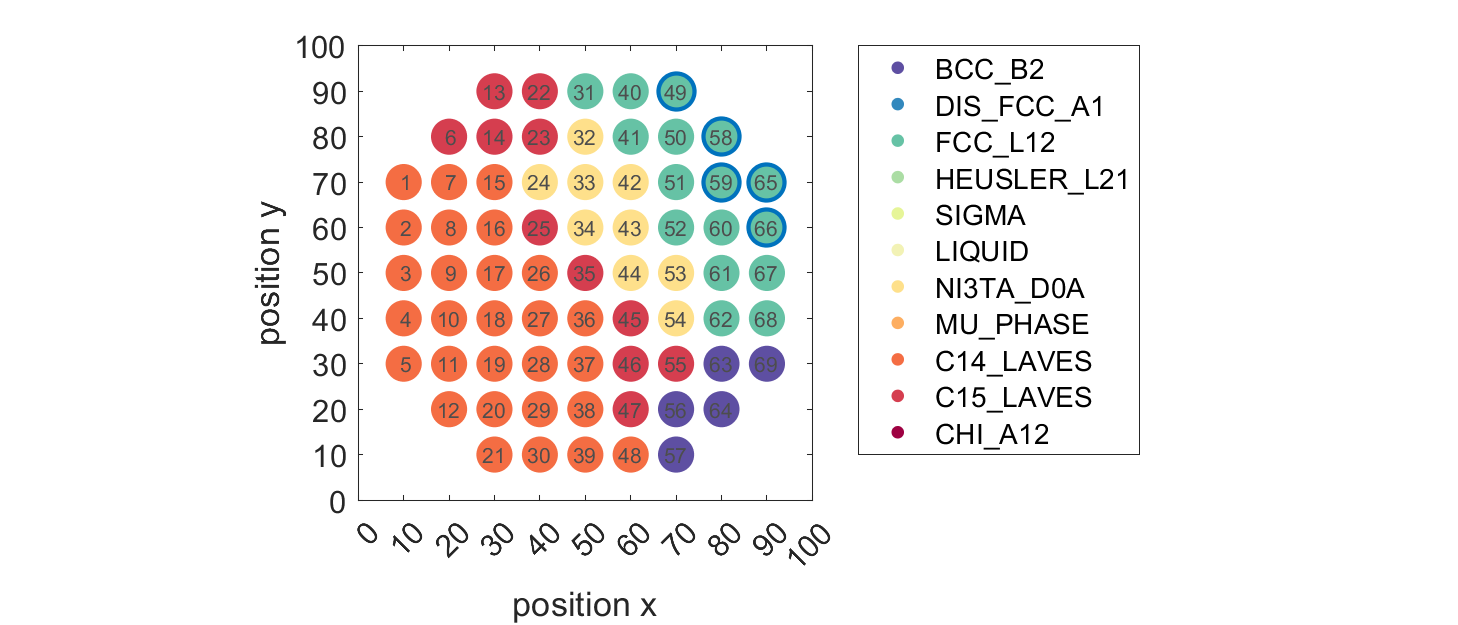 100
90
80
70
60
50
40
30
20
10
0
position y
13 22 31 40 49
6 14 23 32 41 50 58
1 7 15 24 33 42 51 59 65
2 8 16 25 34 43 52 60 66
3 9 17 26 35 44 53 61 67
4 10 18 27 36 45 54 62 68
5 11 19 28 37 46 55 63 69
12 20 29 38 47 56 64
21 30 39 48 57
0 10 20 30 40 50 60 70 80 90 100
position x
BCC_B2
DIS_FCC_A1
FCC_L12
HEUSLER_L21
SIGMA
LIQUID
NI3TA_D0A
MU_PHASE
C14_LAVES
C15_LAVES
CHI_A12